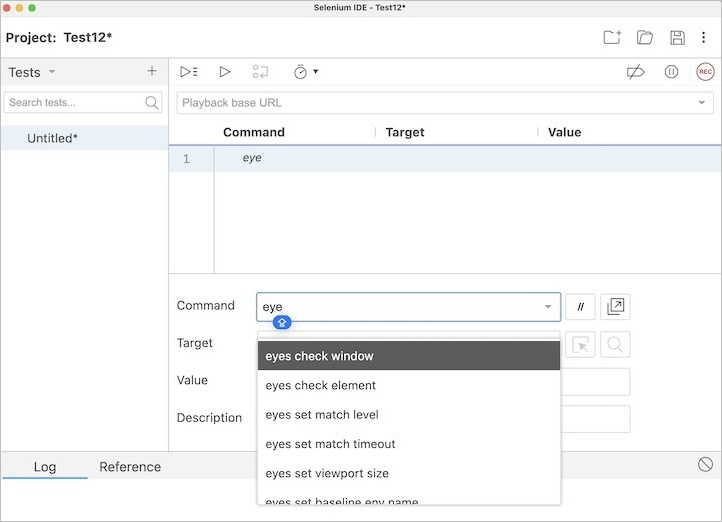 Selenium IDE - Test12*
Project: Test12*
Tests
REC
Search tests...
Playback base URL
Untitled*
Command Target Value
1 eye
Command eye //
Target
eyes check window
Value
eyes check element
eyes set match level
Description
eyes set match timeout
Log Reference
eyes set viewport size
eyes set baseline env name